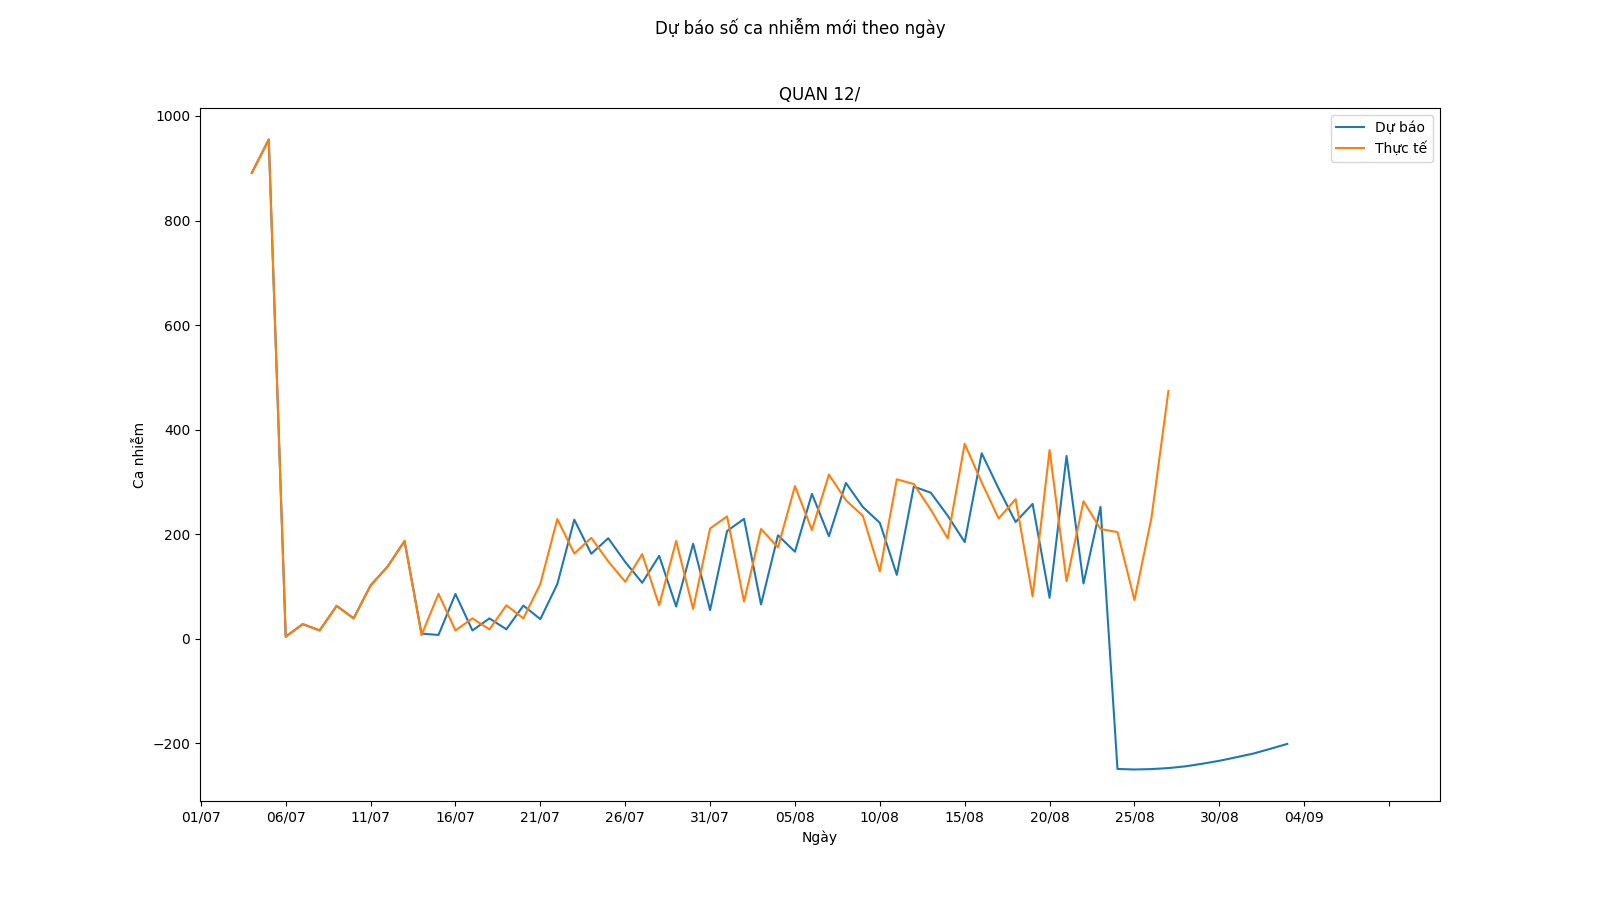 Dự báo số ca nhiễm mới theo ngày
QUAN 12/
Dự báo
Thực tế
1000
800
600
400
200
0
−200
Ca nhiễm
01/07 06/07 11/07 16/07 21/07 26/07 31/07 05/08 10/08 15/08 20/08 25/08 30/08 04/09
Ngày